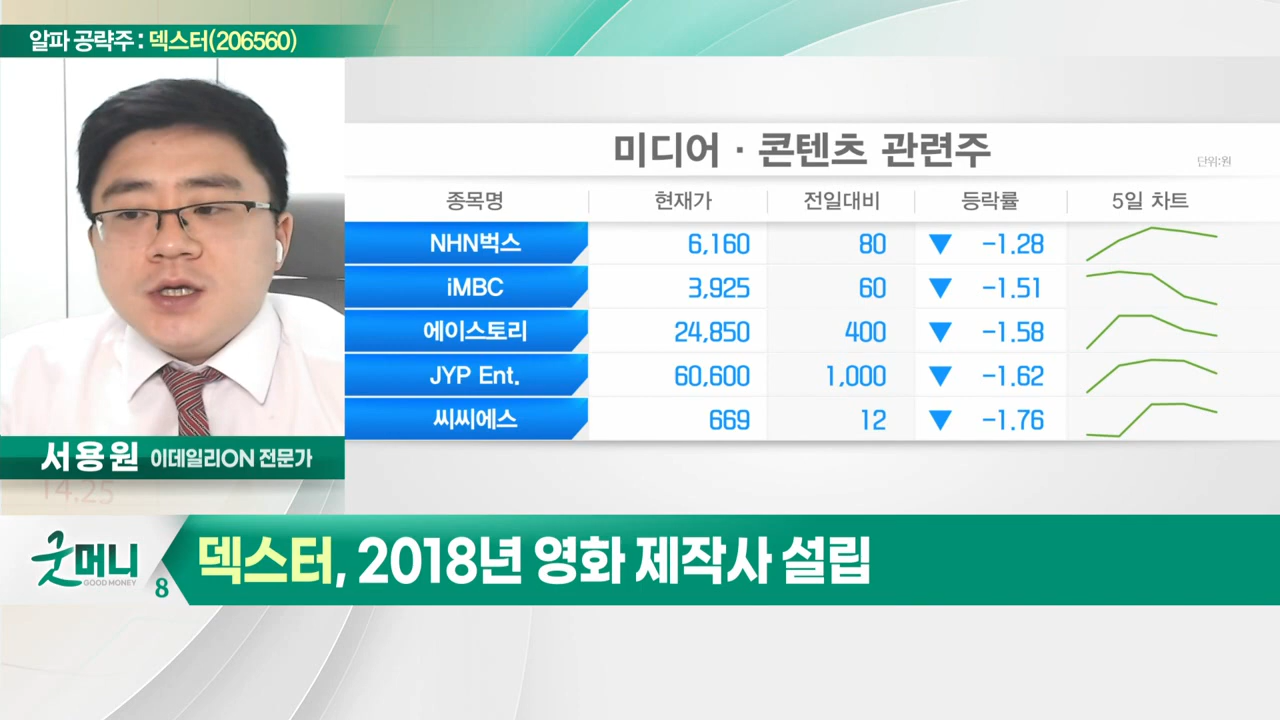 알파 공략주 : 덱스터(206560)
미디어 · 콘텐츠 관련주
단위:원
종목명 현재가 전일대비 등락률 5일 차트
NHN벅스 6,160 80 ▼ -1.28
iMBC 3,925 60 ▼ -1.51
에이스토리 24,850 400 ▼ -1.58
JYP Ent. 60,600 1,000 ▼ -1.62
씨씨에스 669 12 ▼ -1.76
서용원 이데일리ON 전문가
14.25
굿머니
GOOD MONEY
8
덱스터, 2018년 영화 제작사 설립